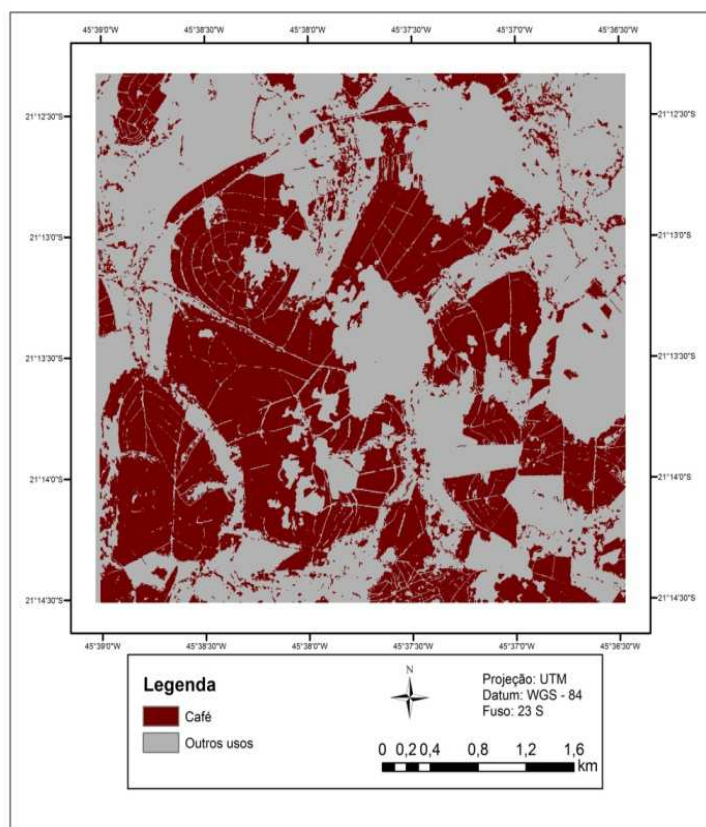 45°39'0"W 45°38'30"W 45°38'0"W 45°37'30"W 45°37'0"W 45°36'30"W
21°12'30"S 21°12'30"S
21°13'0"S 21°13'0"S
21°13'30"S 21°13'30"S
21°14'0"S 21°14'0"S
21°14'30"S 21°14'30"S
45°39'0"W 45°38'30"W 45°38'0"W 45°37'30"W 45°37'0"W 45°36'30"W
Legenda
Café
Outros usos
N
Projeção: UTM
Datum: WGS - 84
Fuso: 23 S
0 0,2 0,4 0,8 1,2 1,6
km